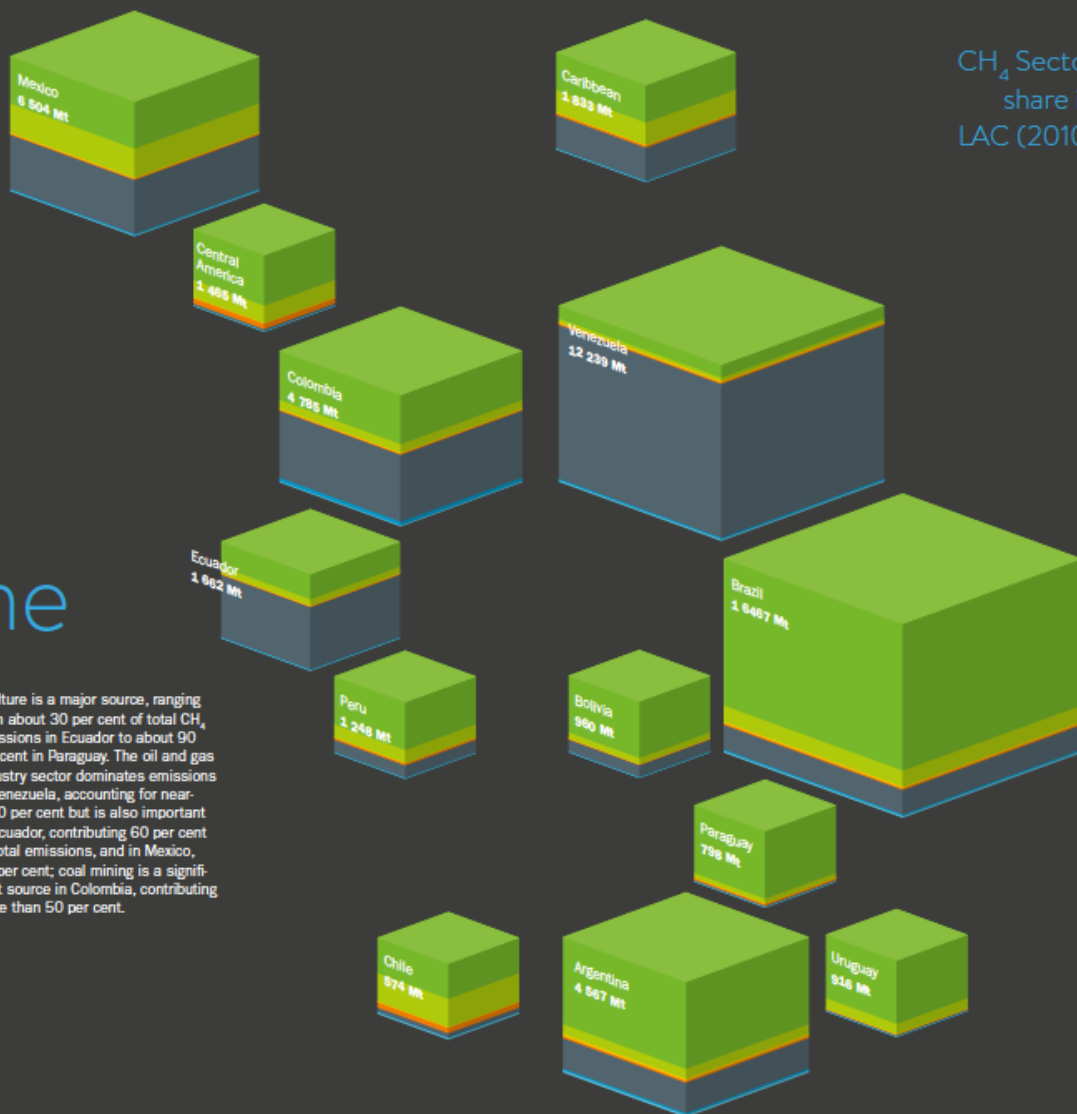 CH₄ Secto
share
LAC (2010
Mexico
6 504 Mt
Caribbean
1 833 Mt
Central
America
1 465 Mt
Colombia
4 785 Mt
Venezuela
12 239 Mt
Ecuador
1 662 Mt
Brazil
1 6467 Mt
Peru
1 248 Mt
Bolivia
960 Mt
Paraguay
798 Mt
Chile
574 Mt
Argentina
4 567 Mt
Uruguay
916 Mt
ne
lture is a major source, ranging
n about 30 per cent of total CH₄
ssions in Ecuador to about 90
cent in Paraguay. The oil and gas
ustry sector dominates emissions
enezuela, accounting for near-
0 per cent but is also important
cuador, contributing 60 per cent
otal emissions, and in Mexico,
per cent; coal mining is a signifi-
t source in Colombia, contributing
e than 50 per cent.